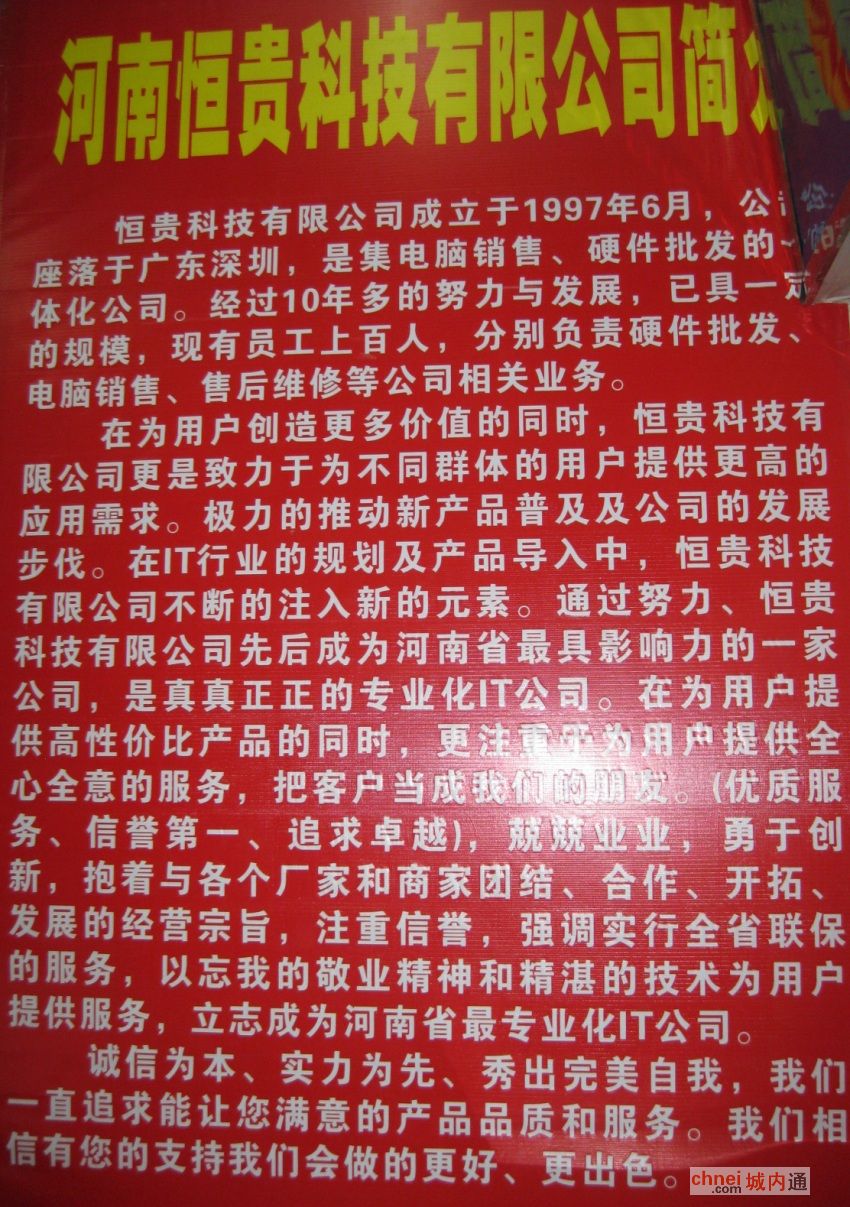 河南恒贵科技有限公司简
恒贵科技有限公司成立于1997年6月，公
座落于广东深圳，是集电脑销售、硬件批发的
体化公司。经过10年多的努力与发展，已具一定
的规模，现有员工上百人，分别负责硬件批发、
电脑销售、售后维修等公司相关业务。
在为用户创造更多价值的同时，恒贵科技有
限公司更是致力于为不同群体的用户提供更高的
应用需求。极力的推动新产品普及及公司的发展
步伐。在IT行业的规划及产品导入中，恒贵科技
有限公司不断的注入新的元素。通过努力、恒贵
科技有限公司先后成为河南省最具影响力的一家
公司，是真真正正的专业化IT公司。在为用户提
供高性价比产品的同时，更注重于为用户提供全
心全意的服务，把客户当成我们的朋友。(优质服
务、信誉第一、追求卓越)，兢兢业业，勇于创
新，抱着与各个厂家和商家团结、合作、开拓、
发展的经营宗旨，注重信誉，强调实行全省联保
的服务，以忘我的敬业精神和精湛的技术为用户
提供服务，立志成为河南省最专业化IT公司。
诚信为本、实力为先、秀出完美自我，我们
一直追求能让您满意的产品品质和服务。我们相
信有您的支持我们会做的更好、更出色。
chnei.com城内通